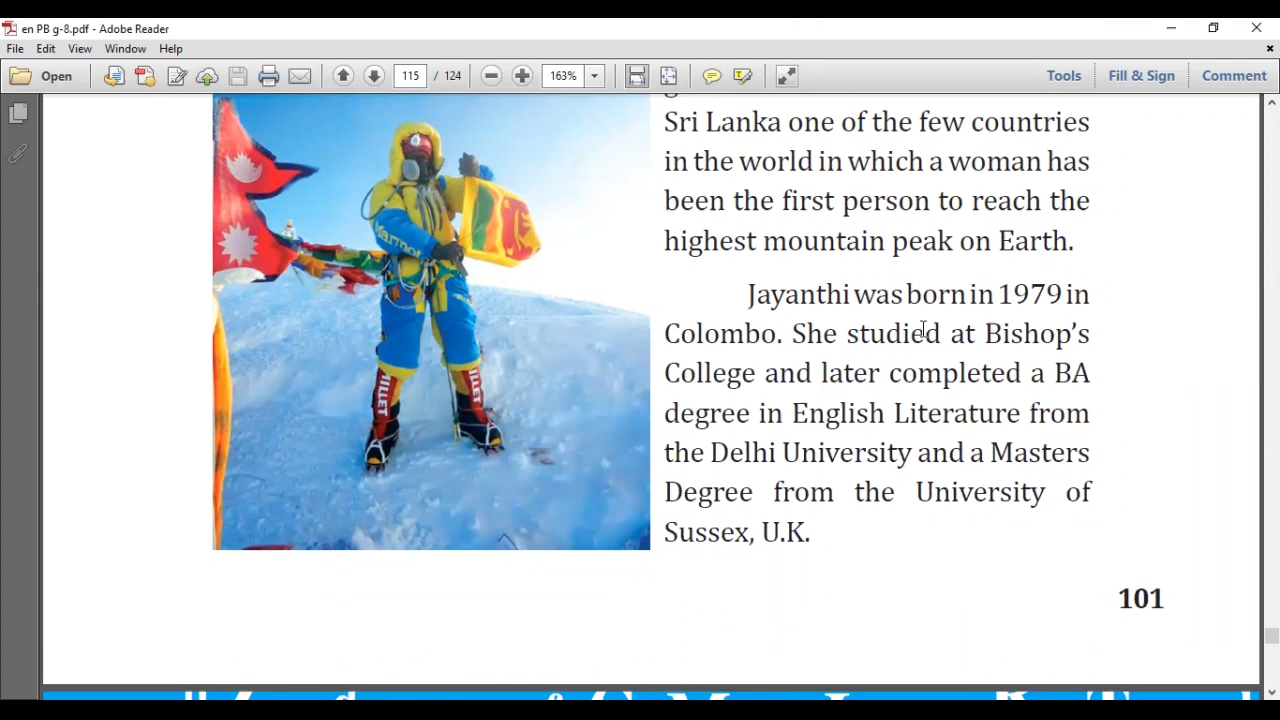 en PB g-8.pdf - Adobe Reader
File Edit View Window Help
Open 115 / 124 163% Tools Fill & Sign Comment
Sri Lanka one of the few countries
in the world in which a woman has
been the first person to reach the
highest mountain peak on Earth.
Jayanthi was born in 1979 in
Colombo. She studied at Bishop's
College and later completed a BA
degree in English Literature from
the Delhi University and a Masters
Degree from the University of
Sussex, U.K.
Marmot
MILLET
MILLET
101